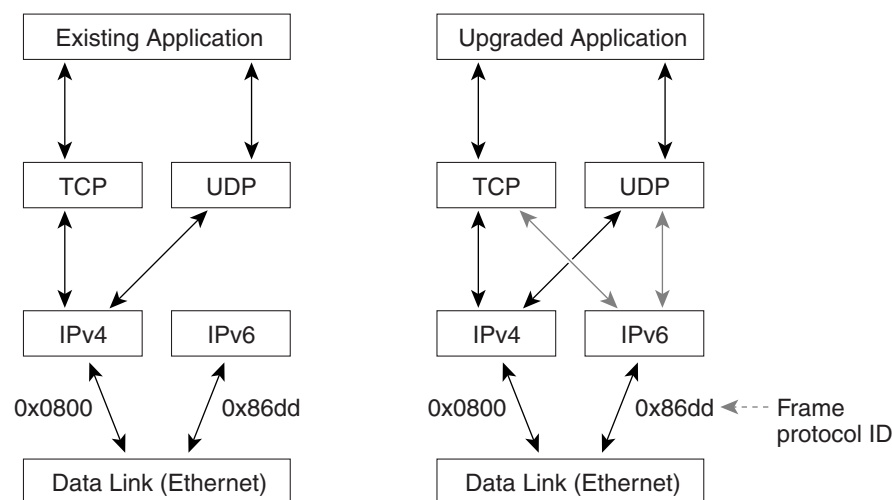 Existing Application
Upgraded Application
TCP
UDP
TCP
UDP
IPv4
IPv6
IPv4
IPv6
0x0800
0x86dd
0x0800
0x86dd
Frame
protocol ID
Data Link (Ethernet)
Data Link (Ethernet)